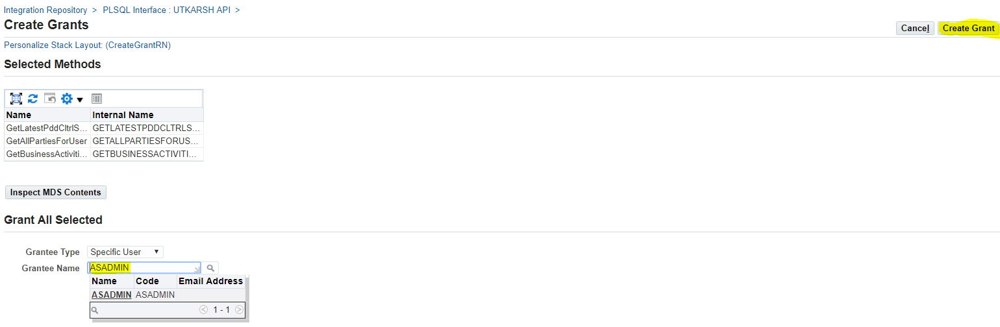 Integration Repository > PLSQL Interface : UTKARSH API >
Create Grants
Cancel Create Grant
Personalize Stack Layout: (CreateGrantRN)
Selected Methods
Name Internal Name
GetLatestPddCltrlS... GETLATESTPDDCLTRLS...
GetAllPartiesForUser GETALLPARTIESFORUS...
GetBusinessActiviti... GETBUSINESSACTIVITI...
Inspect MDS Contents
Grant All Selected
Grantee Type Specific User
Grantee Name ASADMIN
Name Code Email Address
ASADMIN ASADMIN
1 - 1